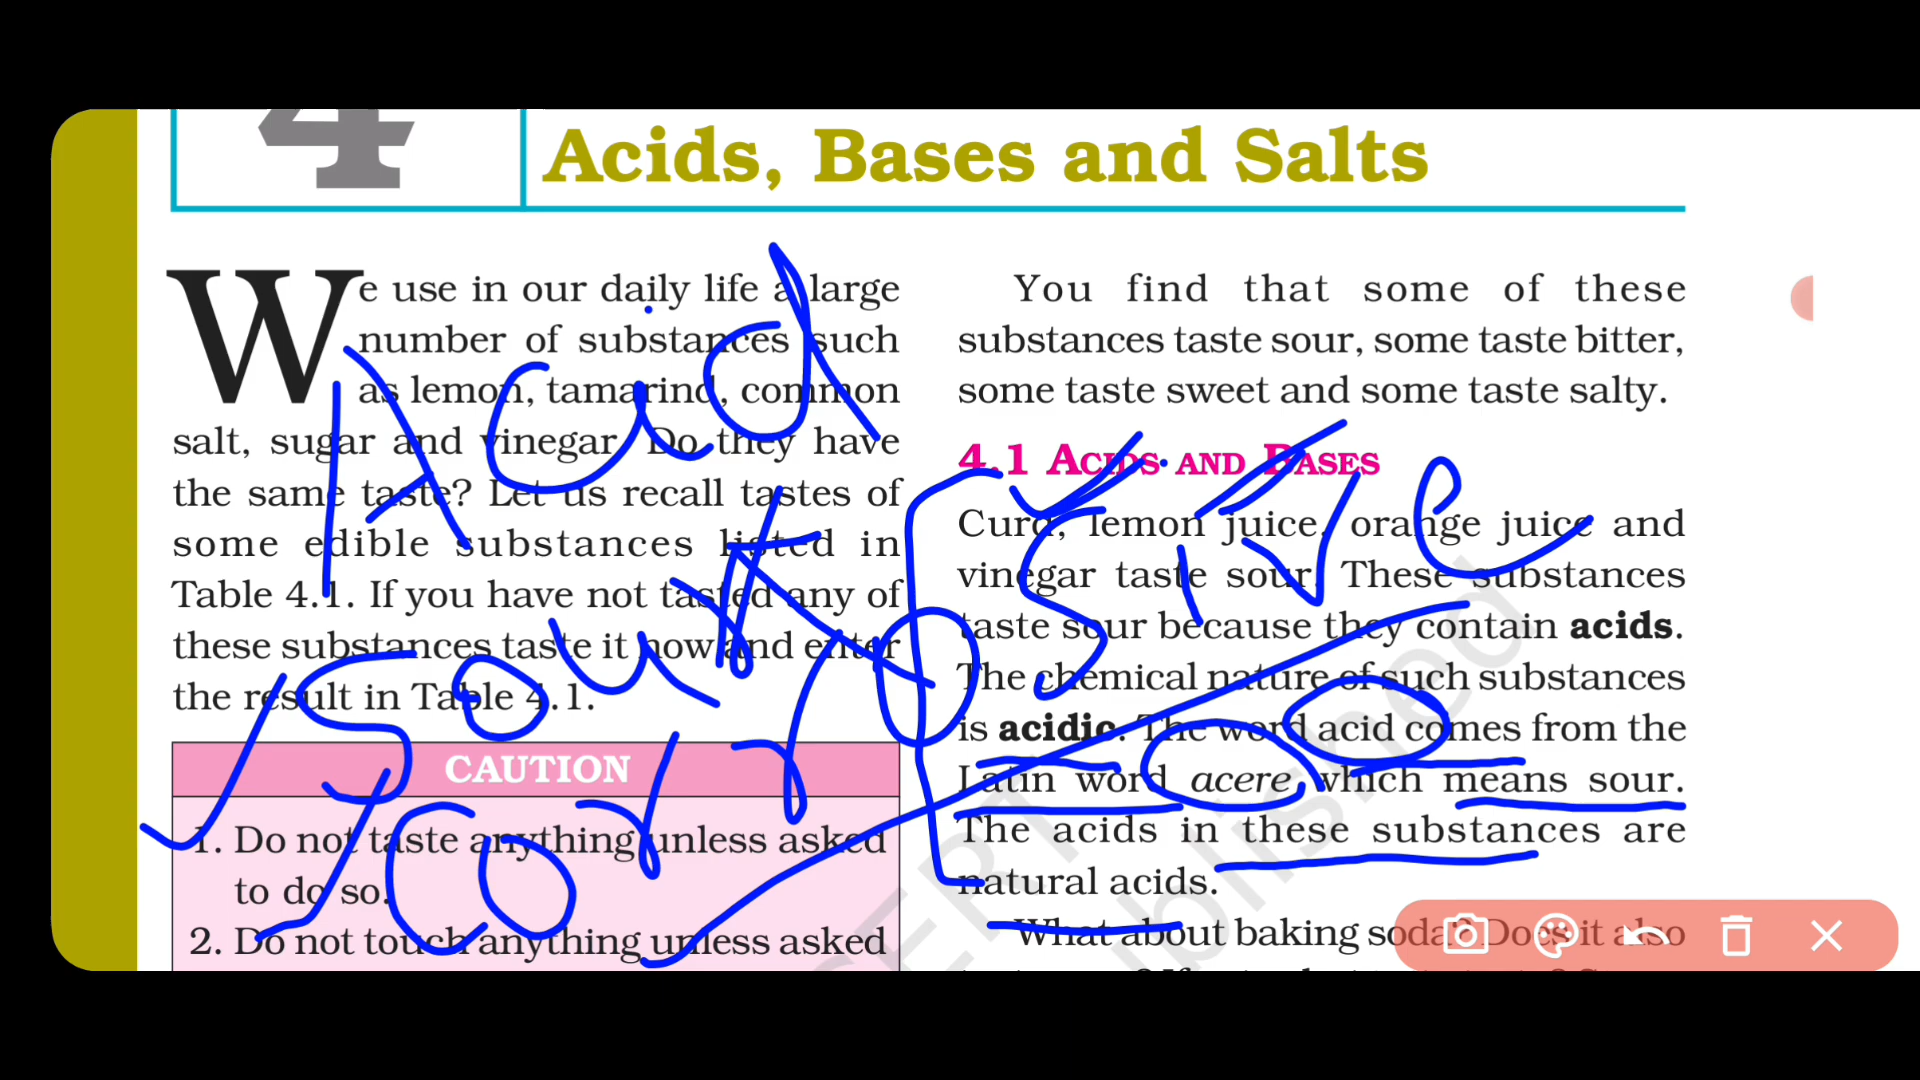 4
Acids, Bases and Salts
We use in our daily life a large
number of substances such
as lemon, tamarind, common
salt, sugar and vinegar. Do they have
the same taste? Let us recall tastes of
some edible substances listed in
Table 4.1. If you have not tasted any of
these substances taste it now and enter
the result in Table 4.1.
CAUTION
1. Do not taste anything unless asked
to do so.
2. Do not touch anything unless asked
You find that some of these
substances taste sour, some taste bitter,
some taste sweet and some taste salty.
4.1 ACIDS AND BASES
Curd, lemon juice, orange juice and
vinegar taste sour. These substances
taste sour because they contain acids.
The chemical nature of such substances
is acidic. The word acid comes from the
Latin word acere which means sour.
The acids in these substances are
natural acids.
What about baking soda? Does it also
Acid
sour
corrosive
blished